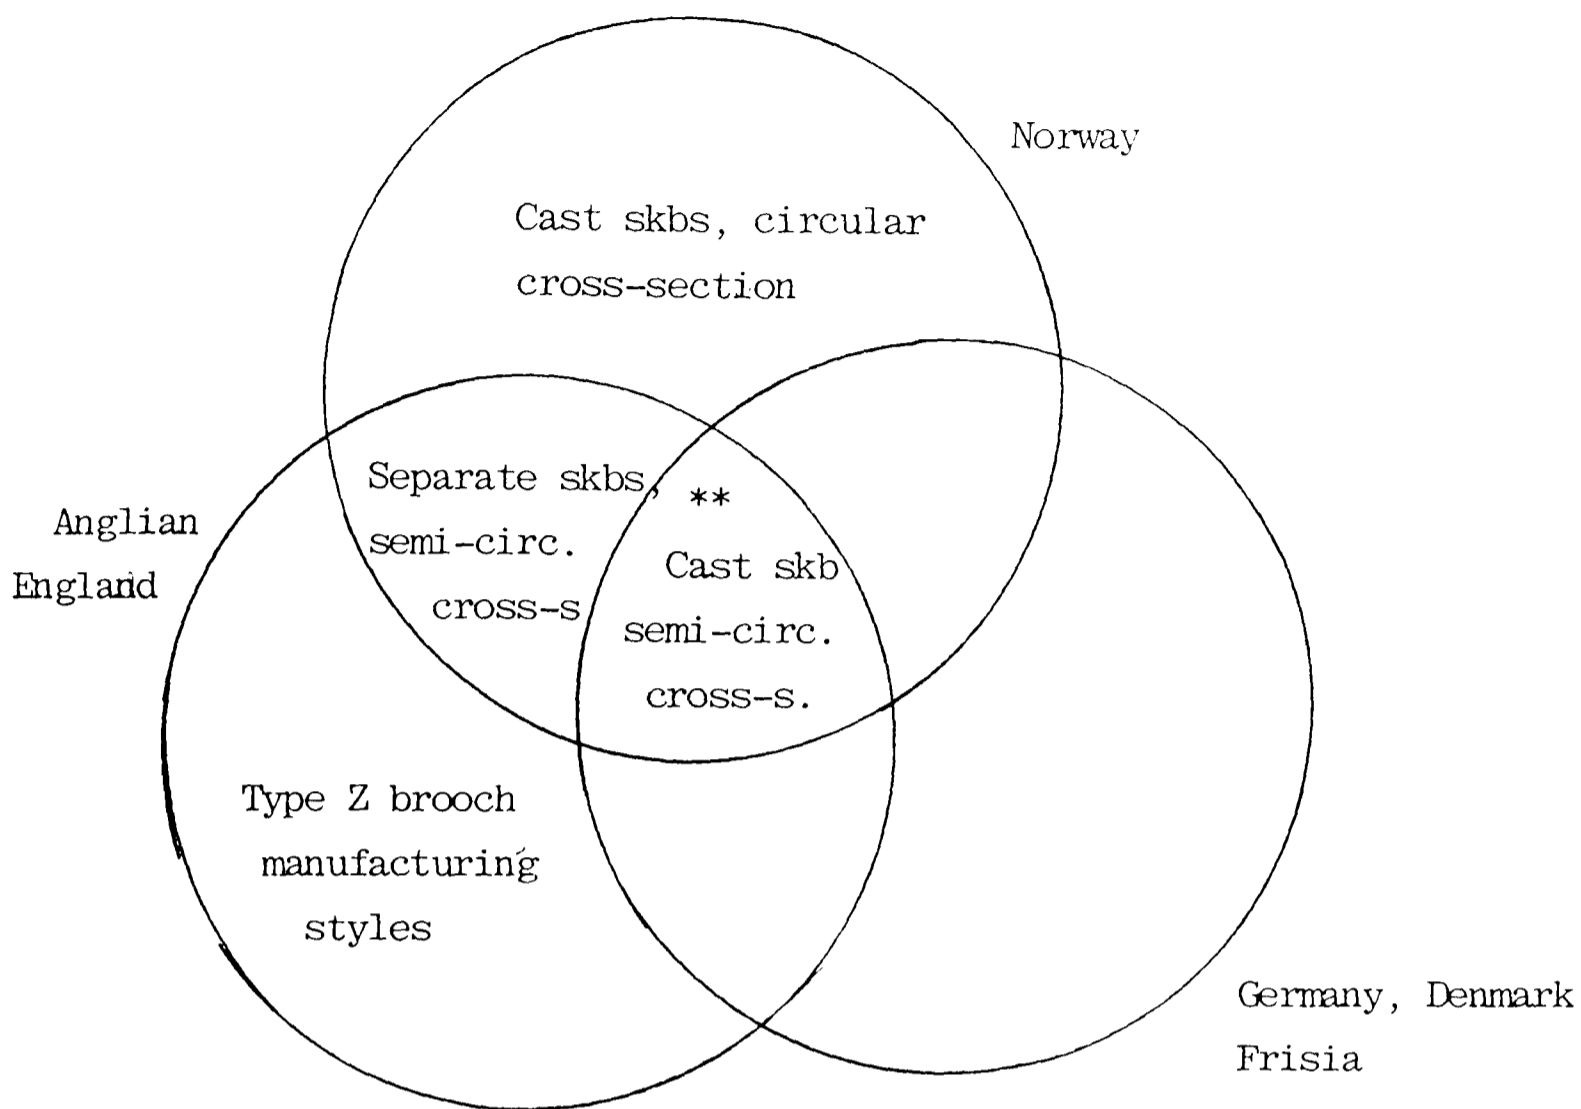 Norway
Cast skbs, circular
cross-section
Separate skbs,
semi-circ.
cross-s
**
Cast skb
semi-circ.
cross-s.
Anglian
England
Type Z brooch
manufacturing
styles
Germany, Denmark
Frisia